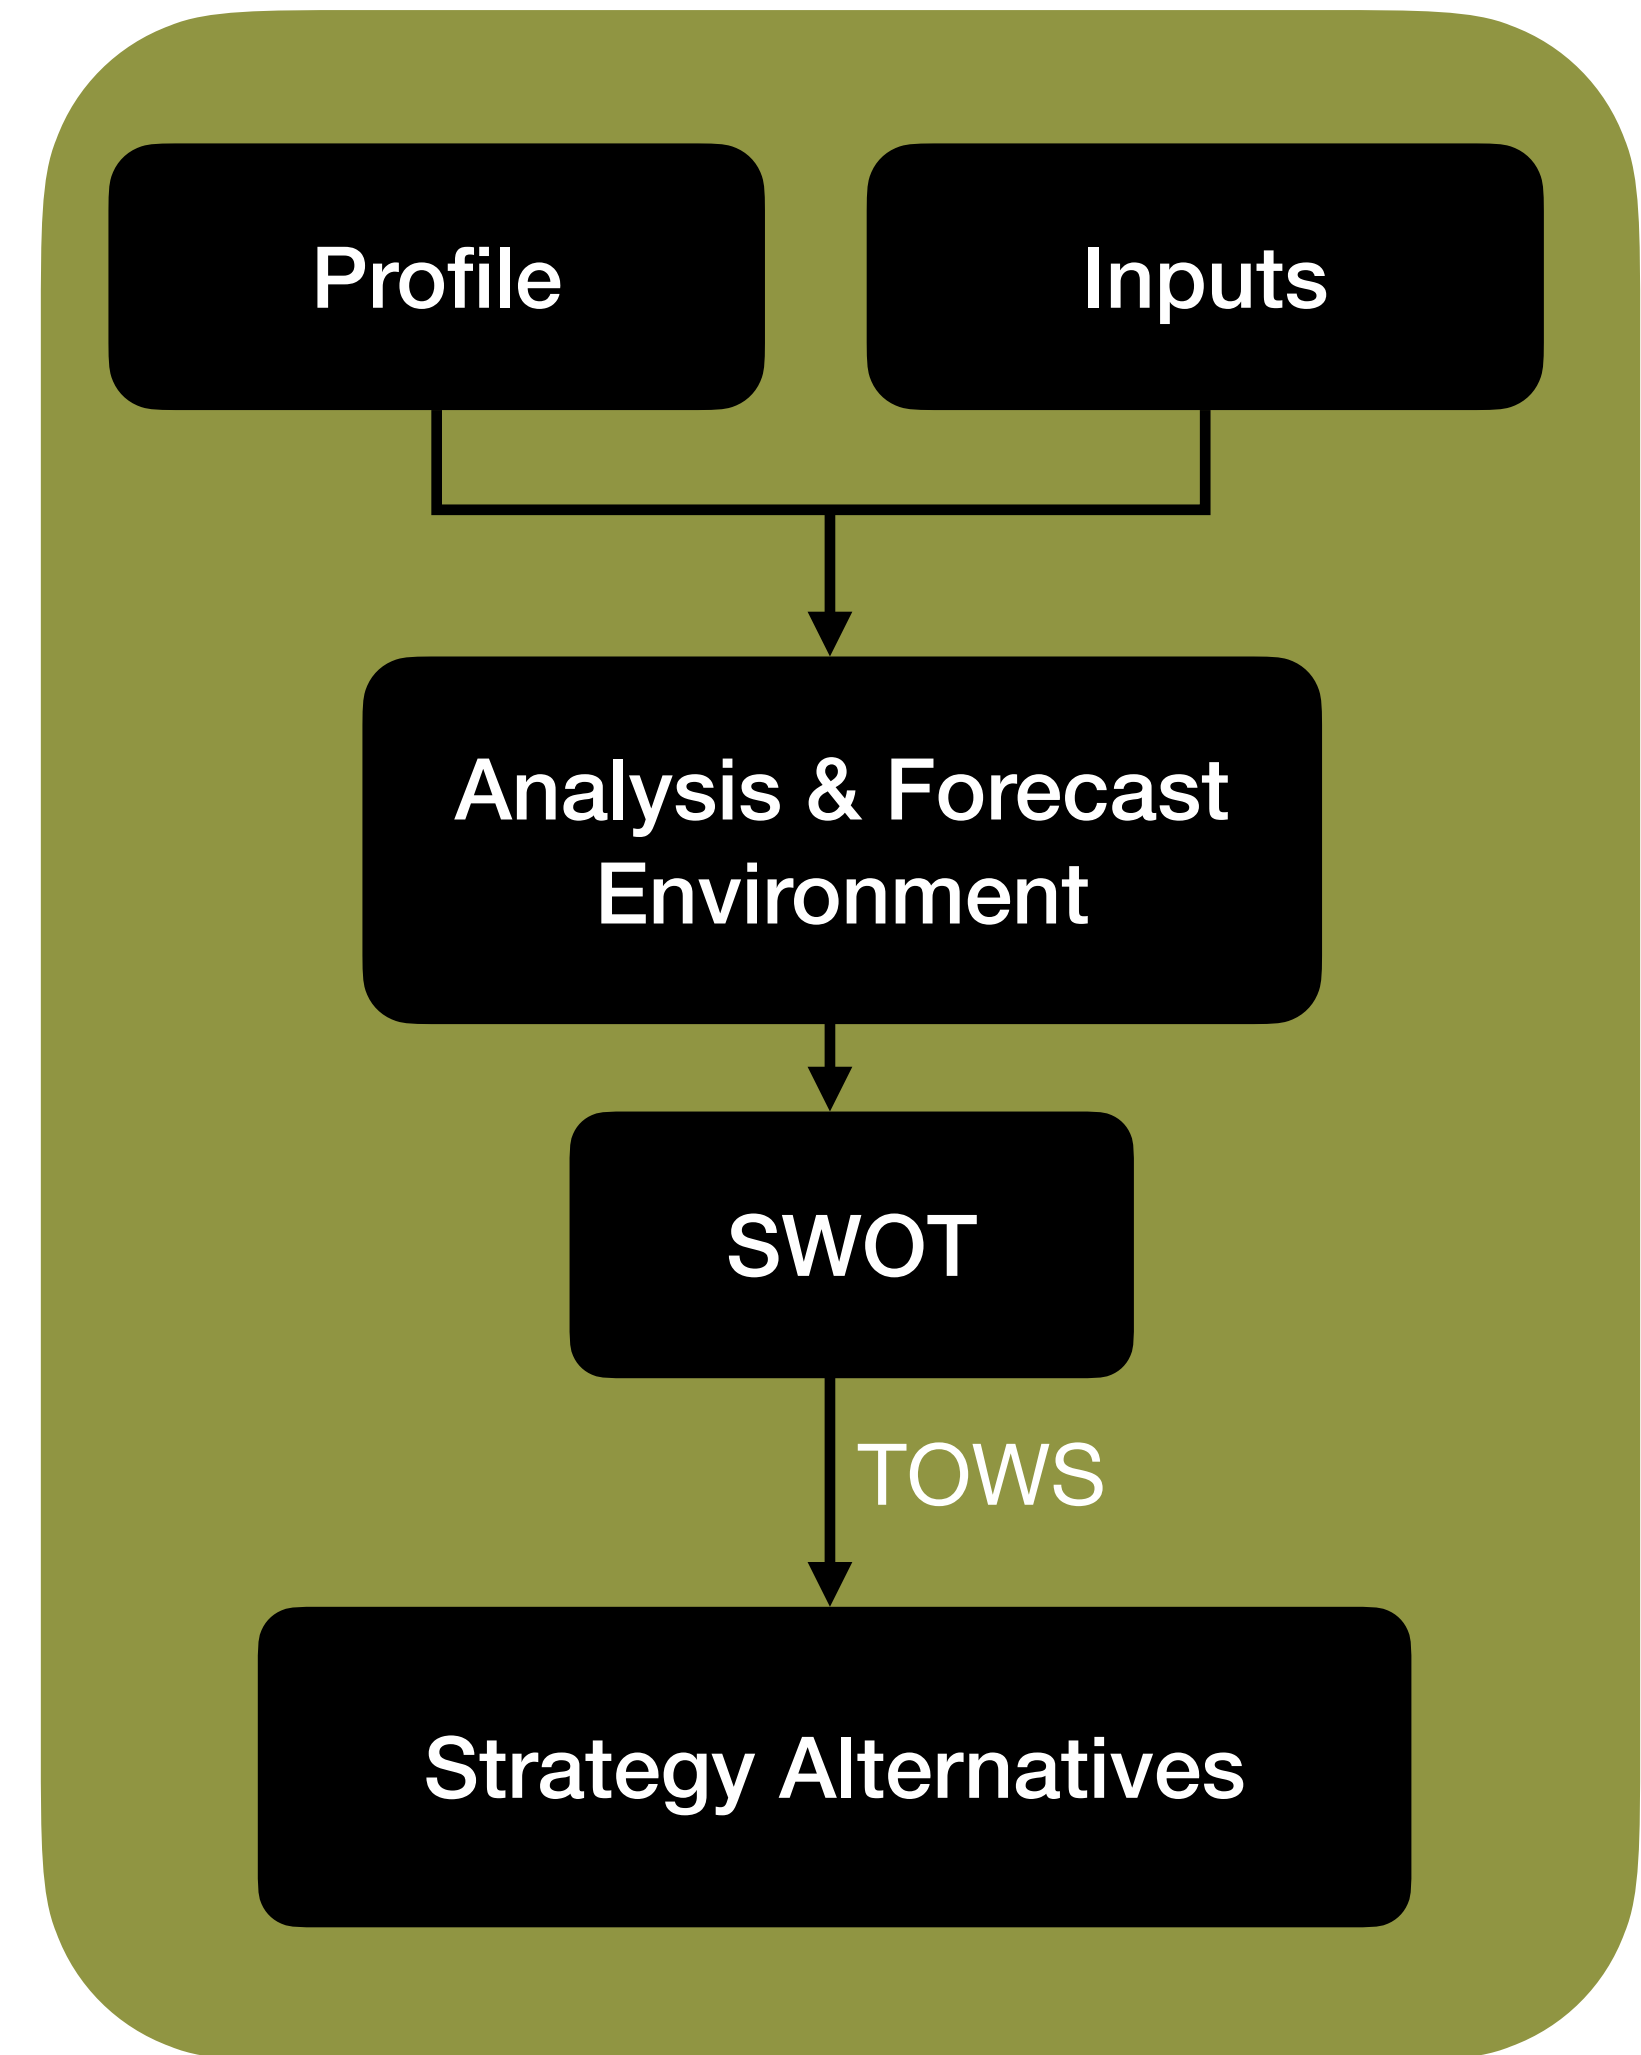 Profile
Inputs
Analysis & Forecast
Environment
SWOT
TOWS
Strategy Alternatives